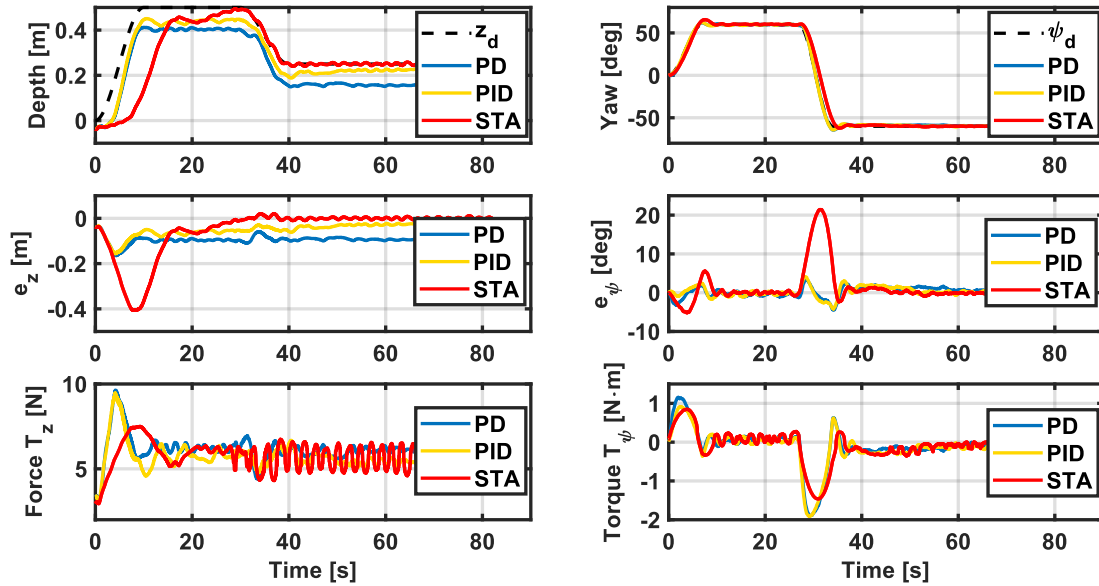 0.4
0.2
0
Depth [m]
z_d
PD
PID
STA
0 20 40 60 80
50
0
-50
Yaw [deg]
ψ_d
PD
PID
STA
0 20 40 60 80
0
-0.2
-0.4
e_z [m]
PD
PID
STA
0 20 40 60 80
20
10
0
-10
e_ψ [deg]
PD
PID
STA
0 20 40 60 80
10
5
Force T_z [N]
PD
PID
STA
0 20 40 60 80
Time [s]
1
0
-1
-2
Torque T_ψ [N·m]
PD
PID
STA
0 20 40 60 80
Time [s]